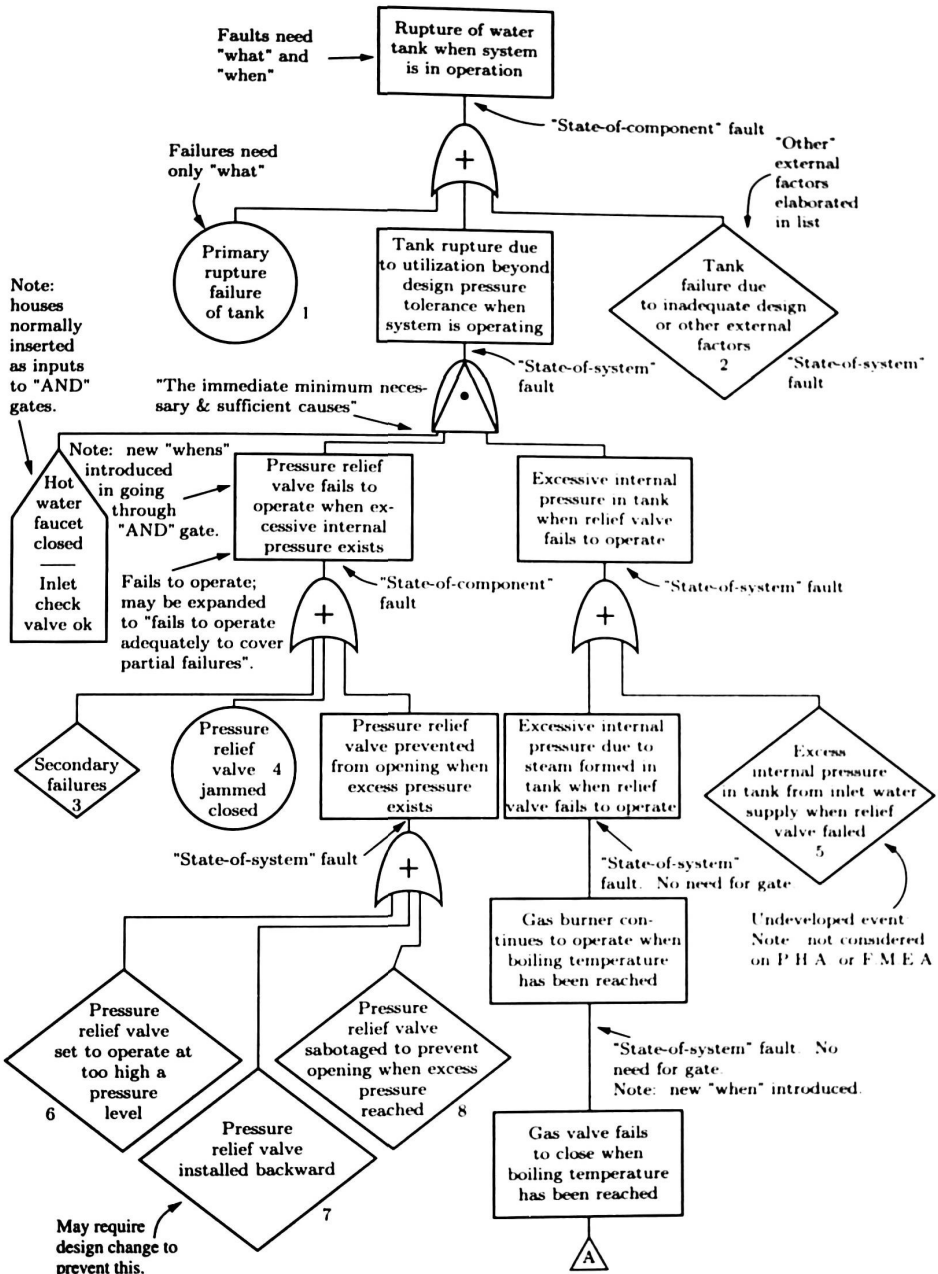 Faults need
"what" and
"when"
Rupture of water
tank when system
is in operation
"State-of-component" fault
+
Failures need
only "what"
"Other"
external
factors
elaborated
in list
Primary
rupture
failure
of tank
1
Tank rupture due
to utilization beyond
design pressure
tolerance when
system is operating
Tank
failure due
to inadequate design
or other external
factors
2
"State-of-system"
fault
"State-of-system"
fault
Note:
houses
normally
inserted
as inputs
to "AND"
gates.
"The immediate minimum neces-
sary & sufficient causes"
Hot
water
faucet
closed
Inlet
check
valve ok
Note: new "whens"
introduced
in going
through
"AND" gate.
Pressure relief
valve fails to
operate when ex-
cessive internal
pressure exists
Excessive internal
pressure in tank
when relief valve
fails to operate
Fails to operate;
may be expanded
to "fails to operate
adequately to cover
partial failures".
"State-of-component"
fault
+
"State-of-system"
fault
+
Secondary
failures
3
Pressure
relief
valve
jammed
closed
4
Pressure relief
valve prevented
from opening when
excess pressure
exists
Excessive internal
pressure due to
steam formed in
tank when relief
valve fails to operate
Excess
internal pressure
in tank from inlet water
supply when relief
valve failed
5
"State-of-system" fault
+
"State-of-system"
fault. No need for gate
Undeveloped event
Note not considered
on P.H.A. or F.M.E.A
Gas burner con-
tinues to operate when
boiling temperature
has been reached
Pressure
relief valve
set to operate at
too high a
pressure
level
6
Pressure
relief valve
installed backward
7
Pressure
relief valve
sabotaged to prevent
opening when excess
pressure
reached
8
"State-of-system" fault. No
need for gate.
Note: new "when" introduced.
Gas valve fails
to close when
boiling temperature
has been reached
A
May require
design change to
prevent this.